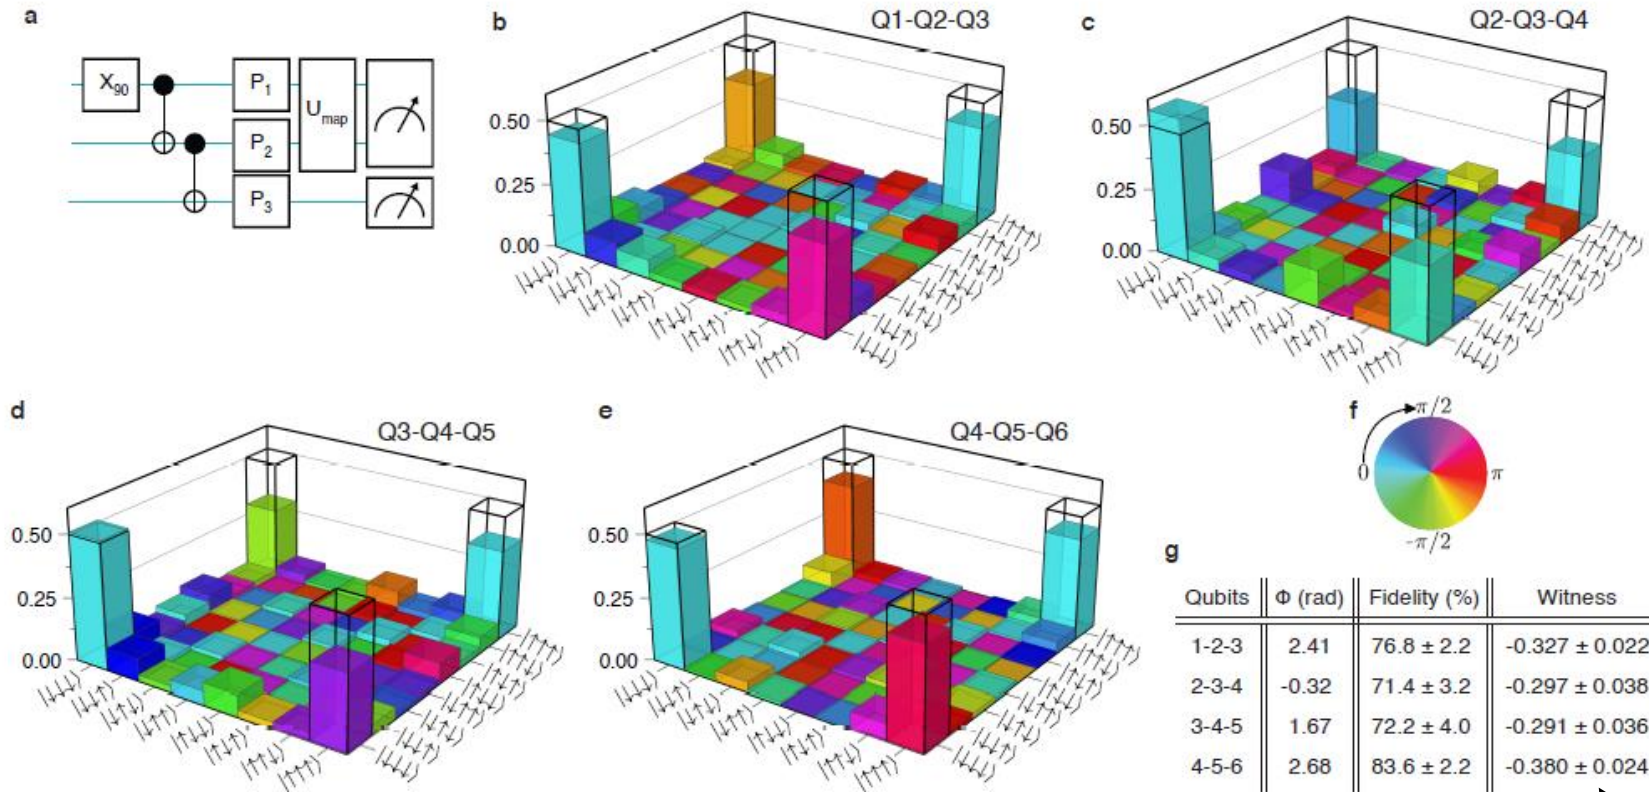 a
X90
P1
P2
P3
Umap
b
Q1-Q2-Q3
0.50
0.25
0.00
c
Q2-Q3-Q4
0.50
0.25
0.00
d
Q3-Q4-Q5
0.50
0.25
0.00
e
Q4-Q5-Q6
0.50
0.25
0.00
f
π/2
0
π
-π/2
g
Qubits Φ (rad) Fidelity (%) Witness
1-2-3 2.41 76.8 ± 2.2 -0.327 ± 0.022
2-3-4 -0.32 71.4 ± 3.2 -0.297 ± 0.038
3-4-5 1.67 72.2 ± 4.0 -0.291 ± 0.036
4-5-6 2.68 83.6 ± 2.2 -0.380 ± 0.024